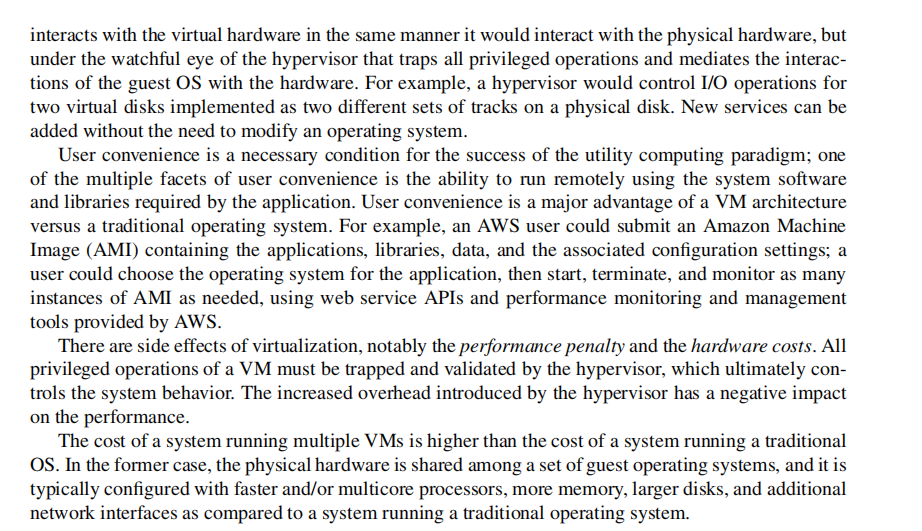 interacts with the virtual hardware in the same manner it would interact with the physical hardware, but
under the watchful eye of the hypervisor that traps all privileged operations and mediates the interac-
tions of the guest OS with the hardware. For example, a hypervisor would control I/O operations for
two virtual disks implemented as two different sets of tracks on a physical disk. New services can be
added without the need to modify an operating system.
User convenience is a necessary condition for the success of the utility computing paradigm; one
of the multiple facets of user convenience is the ability to run remotely using the system software
and libraries required by the application. User convenience is a major advantage of a VM architecture
versus a traditional operating system. For example, an AWS user could submit an Amazon Machine
Image (AMI) containing the applications, libraries, data, and the associated configuration settings; a
user could choose the operating system for the application, then start, terminate, and monitor as many
instances of AMI as needed, using web service APIs and performance monitoring and management
tools provided by AWS.
There are side effects of virtualization, notably the performance penalty and the hardware costs. All
privileged operations of a VM must be trapped and validated by the hypervisor, which ultimately con-
trols the system behavior. The increased overhead introduced by the hypervisor has a negative impact
on the performance.
The cost of a system running multiple VMs is higher than the cost of a system running a traditional
OS. In the former case, the physical hardware is shared among a set of guest operating systems, and it is
typically configured with faster and/or multicore processors, more memory, larger disks, and additional
network interfaces as compared to a system running a traditional operating system.